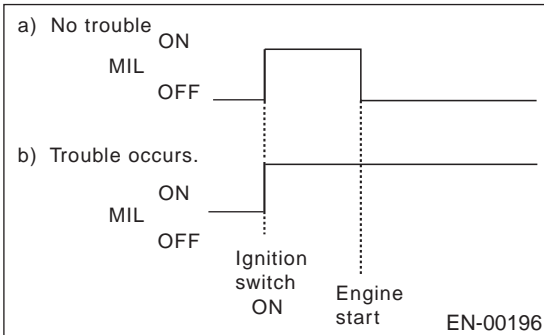 a) No trouble
ON
MIL
OFF
b) Trouble occurs.
ON
MIL
OFF
Ignition
switch
ON
Engine
start
EN-00196